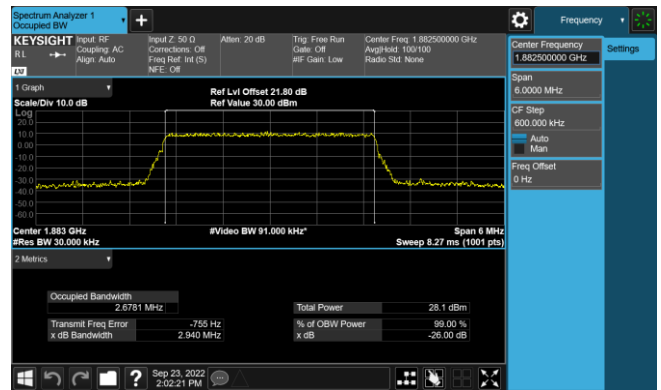 Spectrum Analyzer 1
Occupied BW
Frequency
KEYSIGHT
RL
LXI
Input: RF
Coupling: AC
Align: Auto
Input Z: 50 Ω
Corrections: Off
Freq Ref: Int (S)
NFE: Off
Atten: 20 dB
Trig: Free Run
Gate: Off
#IF Gain: Low
Center Freq: 1.882500000 GHz
Avg|Hold: 100/100
Radio Std: None
Center Frequency
1.882500000 GHz
Settings
Span
6.0000 MHz
CF Step
600.000 kHz
Auto
Man
Freq Offset
0 Hz
1 Graph
Scale/Div 10.0 dB
Ref Lvl Offset 21.80 dB
Ref Value 30.00 dBm
Log
20.0
10.0
0.00
-10.0
-20.0
-30.0
-40.0
-50.0
-60.0
Center 1.883 GHz
#Res BW 30.000 kHz
#Video BW 91.000 kHz*
Span 6 MHz
Sweep 8.27 ms (1001 pts)
2 Metrics
Occupied Bandwidth
2.6781 MHz
Total Power 28.1 dBm
Transmit Freq Error -755 Hz
% of OBW Power 99.00 %
x dB Bandwidth 2.940 MHz
x dB -26.00 dB
?
Sep 23, 2022
2:02:21 PM